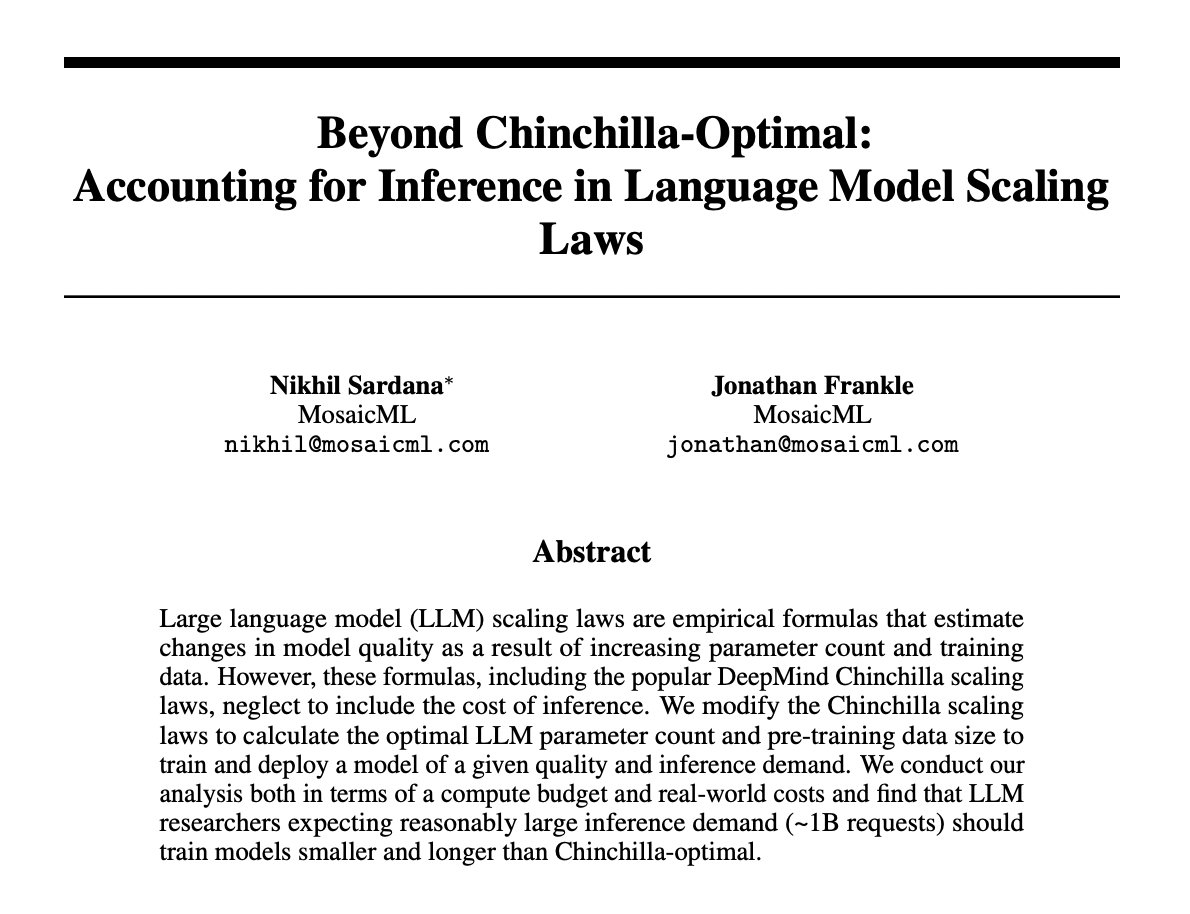 Beyond Chinchilla-Optimal:
Accounting for Inference in Language Model Scaling
Laws
Nikhil Sardana* Jonathan Frankle
MosaicML MosaicML
nikhil@mosaicml.com jonathan@mosaicml.com
Abstract
Large language model (LLM) scaling laws are empirical formulas that estimate
changes in model quality as a result of increasing parameter count and training
data. However, these formulas, including the popular DeepMind Chinchilla scaling
laws, neglect to include the cost of inference. We modify the Chinchilla scaling
laws to calculate the optimal LLM parameter count and pre-training data size to
train and deploy a model of a given quality and inference demand. We conduct our
analysis both in terms of a compute budget and real-world costs and find that LLM
researchers expecting reasonably large inference demand (~1B requests) should
train models smaller and longer than Chinchilla-optimal.